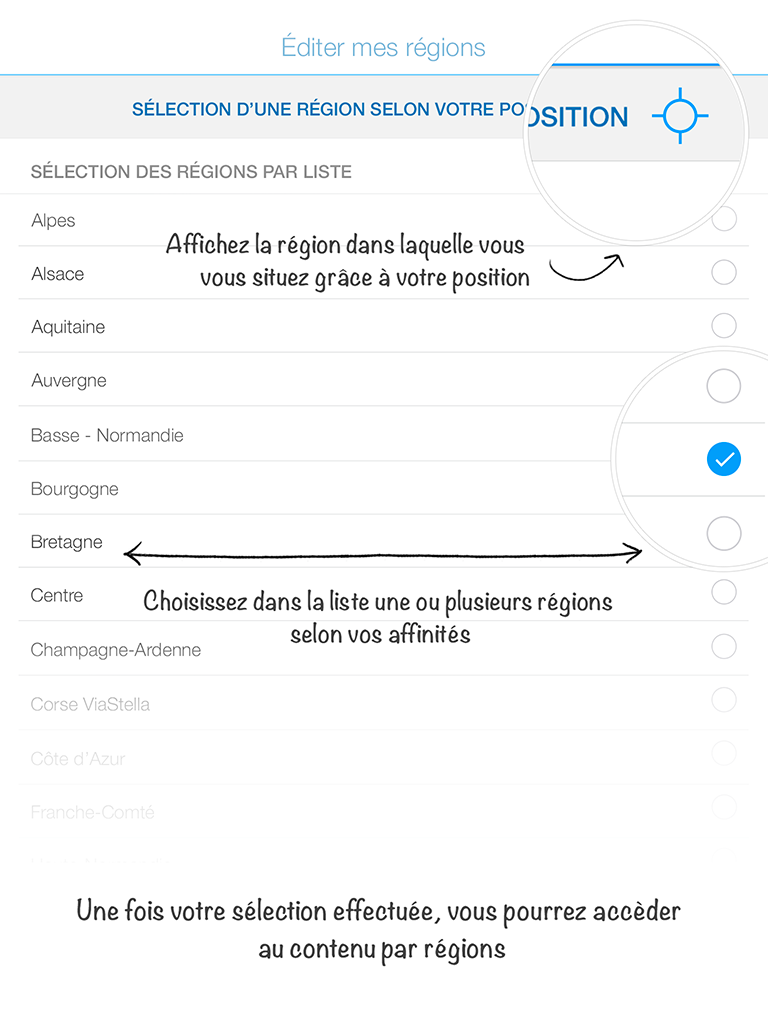 Éditer mes régions
SÉLECTION D'UNE RÉGION SELON VOTRE PO
OSITION
SÉLECTION DES RÉGIONS PAR LISTE
Alpes
Affichez la région dans laquelle vous
vous situez grâce à votre position
Alsace
Aquitaine
Auvergne
Basse - Normandie
Bourgogne
Bretagne
Centre
Choisissez dans la liste une ou plusieurs régions
selon vos affinités
Champagne-Ardenne
Corse ViaStella
Côte d'Azur
Franche-Comté
Une fois votre sélection effectuée, vous pourrez accèder
au contenu par régions